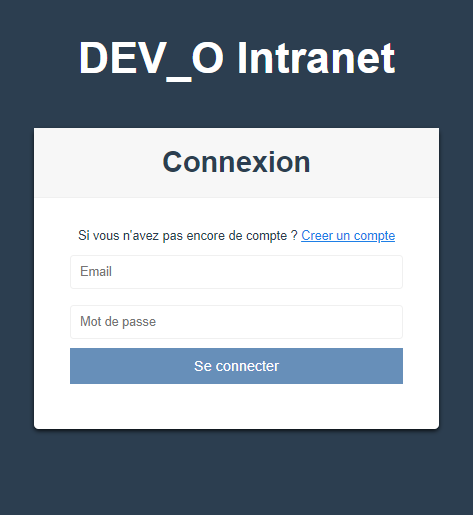 DEV_O Intranet
Connexion
Si vous n'avez pas encore de compte ? Creer un compte
Email
Mot de passe
Se connecter